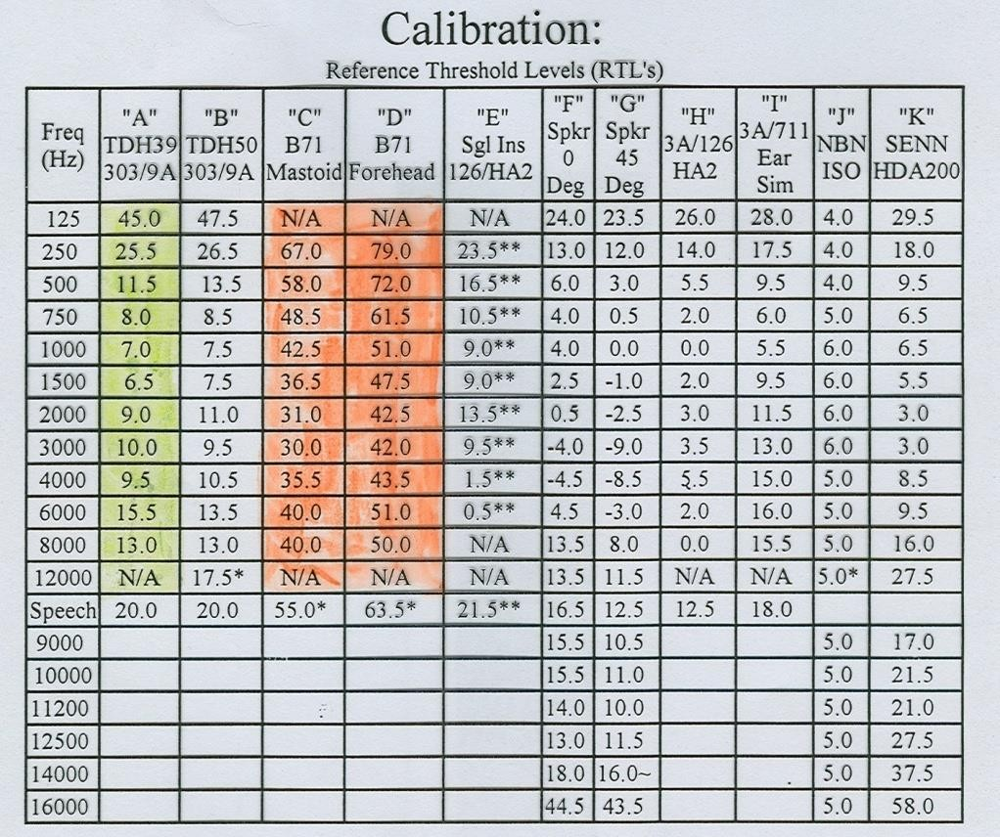 Calibration:
Reference Threshold Levels (RTL's)
Freq (Hz) "A" TDH39 303/9A "B" TDH50 303/9A "C" B71 Mastoid "D" B71 Forehead "E" Sgl Ins 126/HA2 "F" Spkr 0 Deg "G" Spkr 45 Deg "H" 3A/126 HA2 "I" 3A/711 Ear Sim "J" NBN ISO "K" SENN HDA200
125 45.0 47.5 N/A N/A N/A 24.0 23.5 26.0 28.0 4.0 29.5
250 25.5 26.5 67.0 79.0 23.5** 13.0 12.0 14.0 17.5 4.0 18.0
500 11.5 13.5 58.0 72.0 16.5** 6.0 3.0 5.5 9.5 4.0 9.5
750 8.0 8.5 48.5 61.5 10.5** 4.0 0.5 2.0 6.0 5.0 6.5
1000 7.0 7.5 42.5 51.0 9.0** 4.0 0.0 0.0 5.5 6.0 6.5
1500 6.5 7.5 36.5 47.5 9.0** 2.5 -1.0 2.0 9.5 6.0 5.5
2000 9.0 11.0 31.0 42.5 13.5** 0.5 -2.5 3.0 11.5 6.0 3.0
3000 10.0 9.5 30.0 42.0 9.5** -4.0 -9.0 3.5 13.0 6.0 3.0
4000 9.5 10.5 35.5 43.5 1.5** -4.5 -8.5 5.5 15.0 5.0 8.5
6000 15.5 13.5 40.0 51.0 0.5** 4.5 -3.0 2.0 16.0 5.0 9.5
8000 13.0 13.0 40.0 50.0 N/A 13.5 8.0 0.0 15.5 5.0 16.0
12000 N/A 17.5* N/A N/A N/A 13.5 11.5 N/A N/A 5.0* 27.5
Speech 20.0 20.0 55.0* 63.5* 21.5** 16.5 12.5 12.5 18.0
9000 15.5 10.5 5.0 17.0
10000 15.5 11.0 5.0 21.5
11200 14.0 10.0 5.0 21.0
12500 13.0 11.5 5.0 27.5
14000 18.0 16.0~ 5.0 37.5
16000 44.5 43.5 5.0 58.0